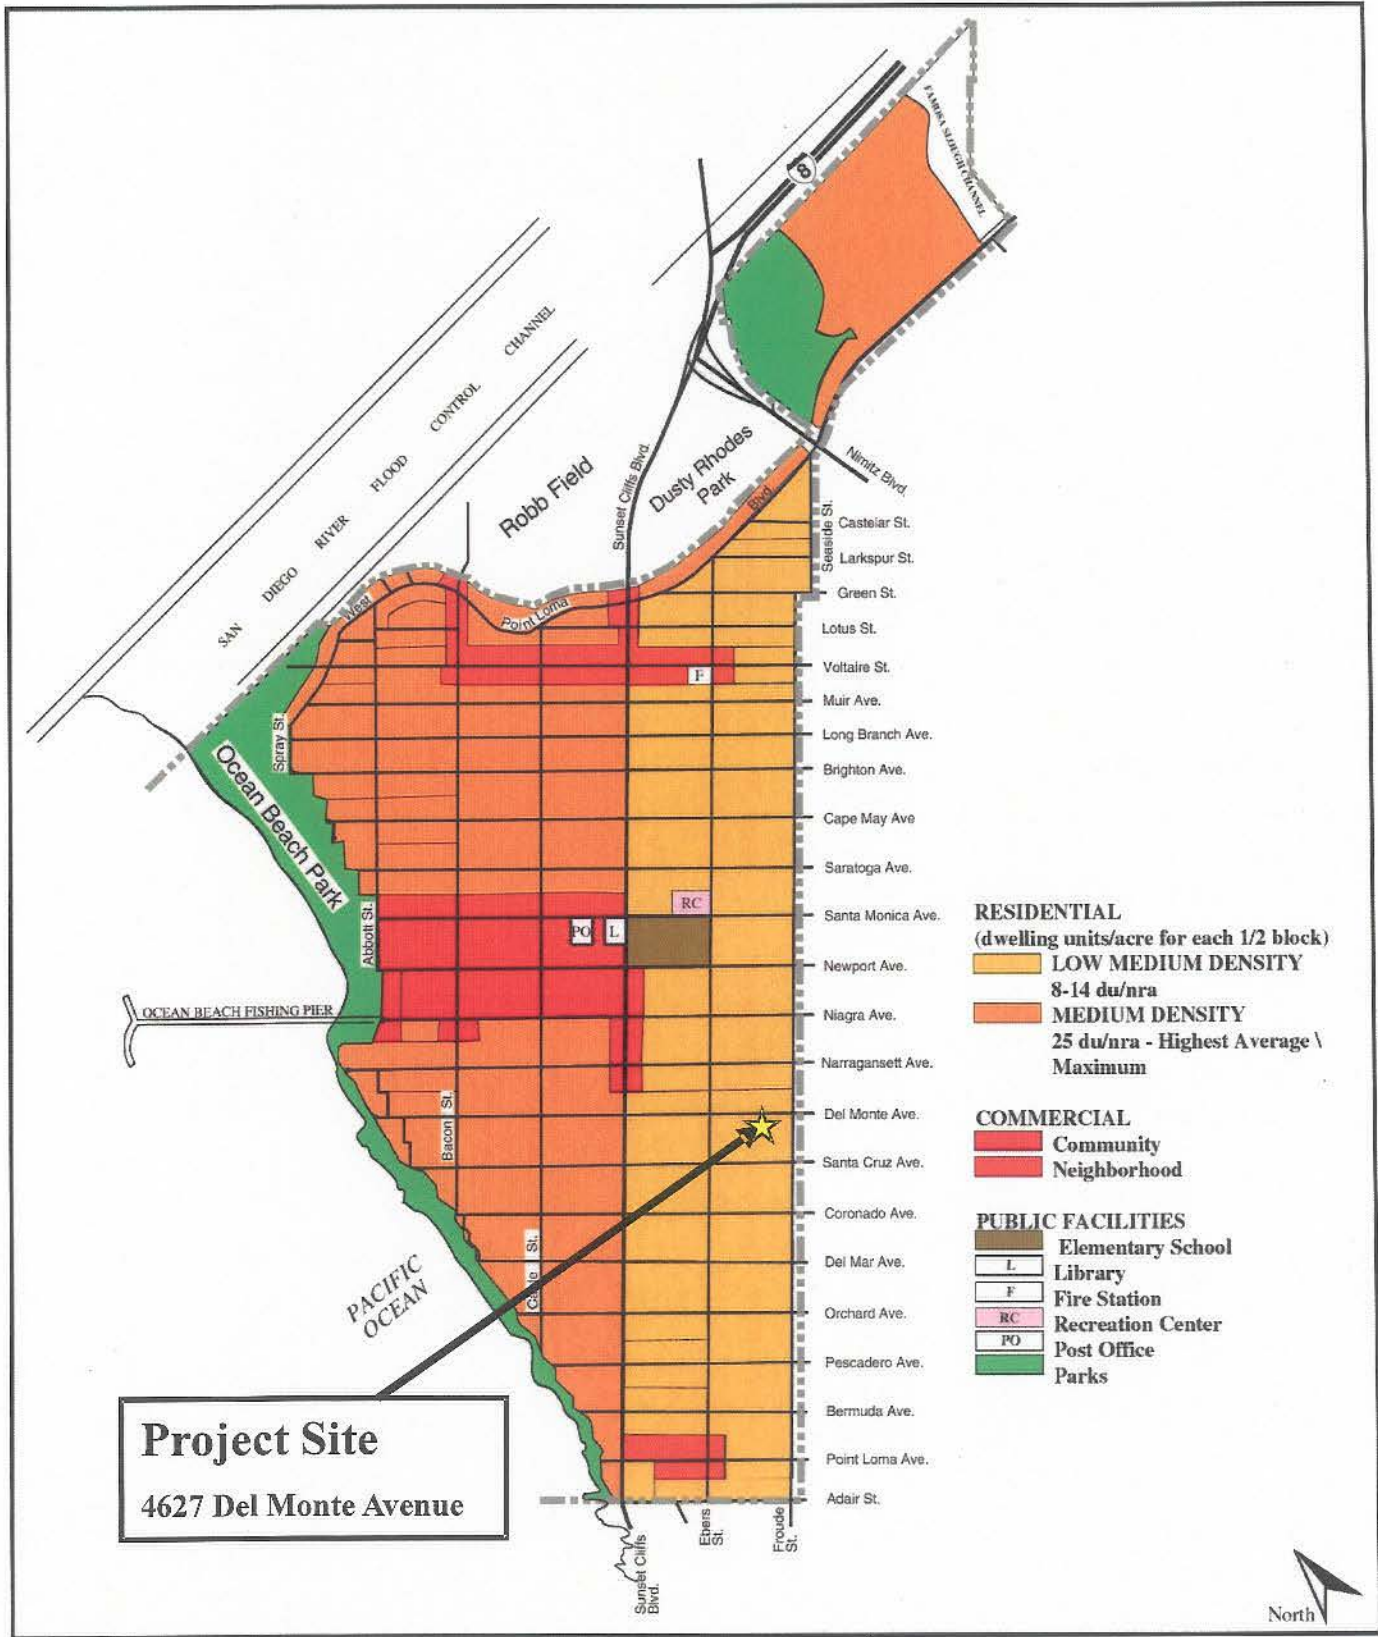 8
FAMOSA SLOUGH CHANNEL
SAN DIEGO RIVER FLOOD CONTROL CHANNEL
Robb Field
Sunset Cliffs Blvd.
Dusty Rhodes
Park
Nimitz Blvd.
West
Point Loma
Blvd.
Seaside St.
Castelar St.
Larkspur St.
Green St.
Lotus St.
Voltaire St.
F
Muir Ave.
Long Branch Ave.
Spray St.
Brighton Ave.
Ocean Beach Park
Cape May Ave
Saratoga Ave.
RC
Santa Monica Ave.
PO
L
Abbott St.
Newport Ave.
OCEAN BEACH FISHING PIER
Niagra Ave.
Narragansett Ave.
Bacon St.
Del Monte Ave.
Santa Cruz Ave.
Coronado Ave.
Cable St.
Del Mar Ave.
PACIFIC
OCEAN
Orchard Ave.
Pescadero Ave.
Bermuda Ave.
Point Loma Ave.
Adair St.
Sunset Cliffs
Blvd.
Ebers
St.
Froude
St.
Project Site
4627 Del Monte Avenue
RESIDENTIAL
(dwelling units/acre for each 1/2 block)
LOW MEDIUM DENSITY
8-14 du/nra
MEDIUM DENSITY
25 du/nra - Highest Average \
Maximum
COMMERCIAL
Community
Neighborhood
PUBLIC FACILITIES
Elementary School
L Library
F Fire Station
RC Recreation Center
PO Post Office
Parks
North